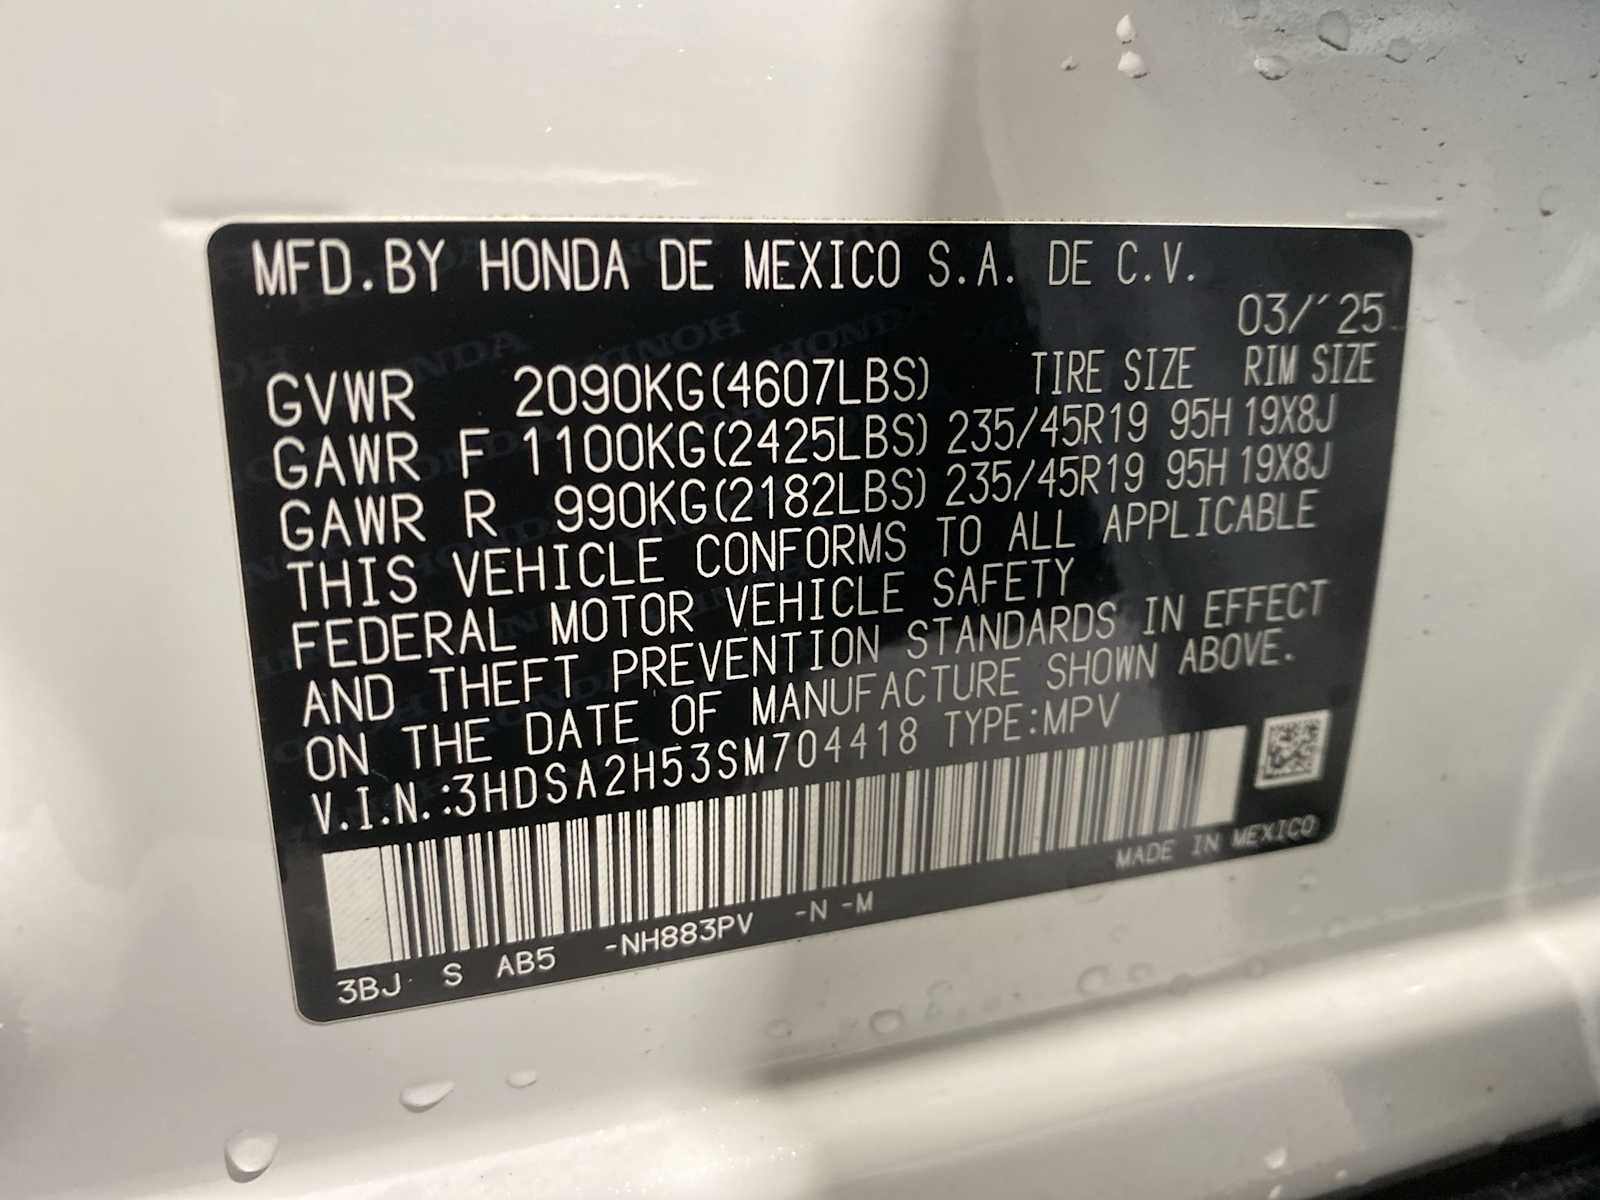 MFD.BY HONDA DE MEXICO S.A. DE C.V.
03/'25
GVWR 2090KG(4607LBS) TIRE SIZE RIM SIZE
GAWR F 1100KG(2425LBS) 235/45R19 95H 19X8J
GAWR R 990KG(2182LBS) 235/45R19 95H 19X8J
THIS VEHICLE CONFORMS TO ALL APPLICABLE
FEDERAL MOTOR VEHICLE SAFETY
AND THEFT PREVENTION STANDARDS IN EFFECT
ON THE DATE OF MANUFACTURE SHOWN ABOVE.
V.I.N.:3HDSA2H53SM704418 TYPE:MPV
MADE IN MEXICO
3BJ S AB5 -NH883PV -N -M